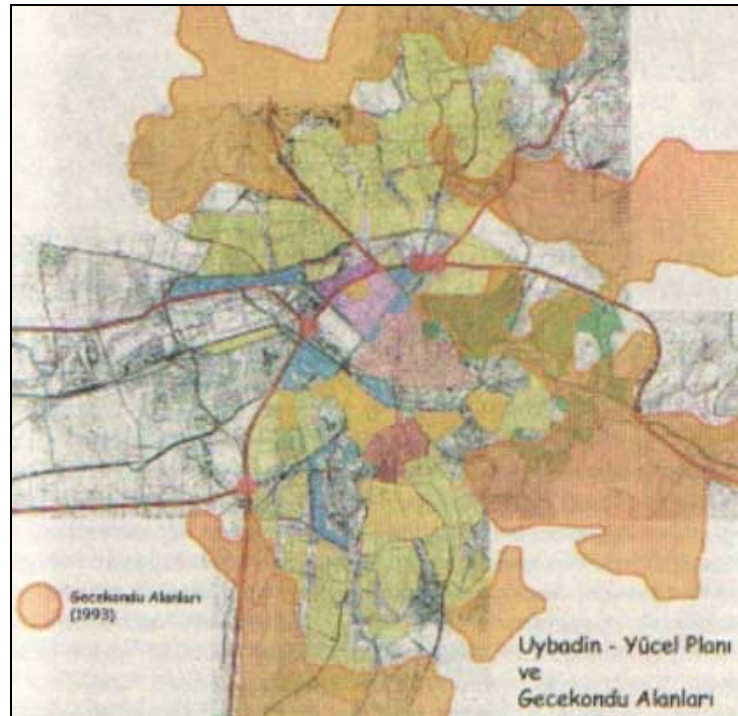 Gecekondu Alanları
(1993)
Uybadin - Yücel Planı
ve
Gecekondu Alanları